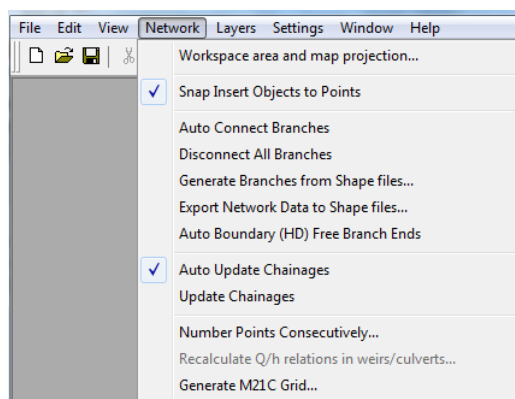 File Edit View Network Layers Settings Window Help
Workspace area and map projection...
Snap Insert Objects to Points
Auto Connect Branches
Disconnect All Branches
Generate Branches from Shape files...
Export Network Data to Shape files...
Auto Boundary (HD) Free Branch Ends
Auto Update Chainages
Update Chainages
Number Points Consecutively...
Recalculate Q/h relations in weirs/culverts...
Generate M21C Grid...